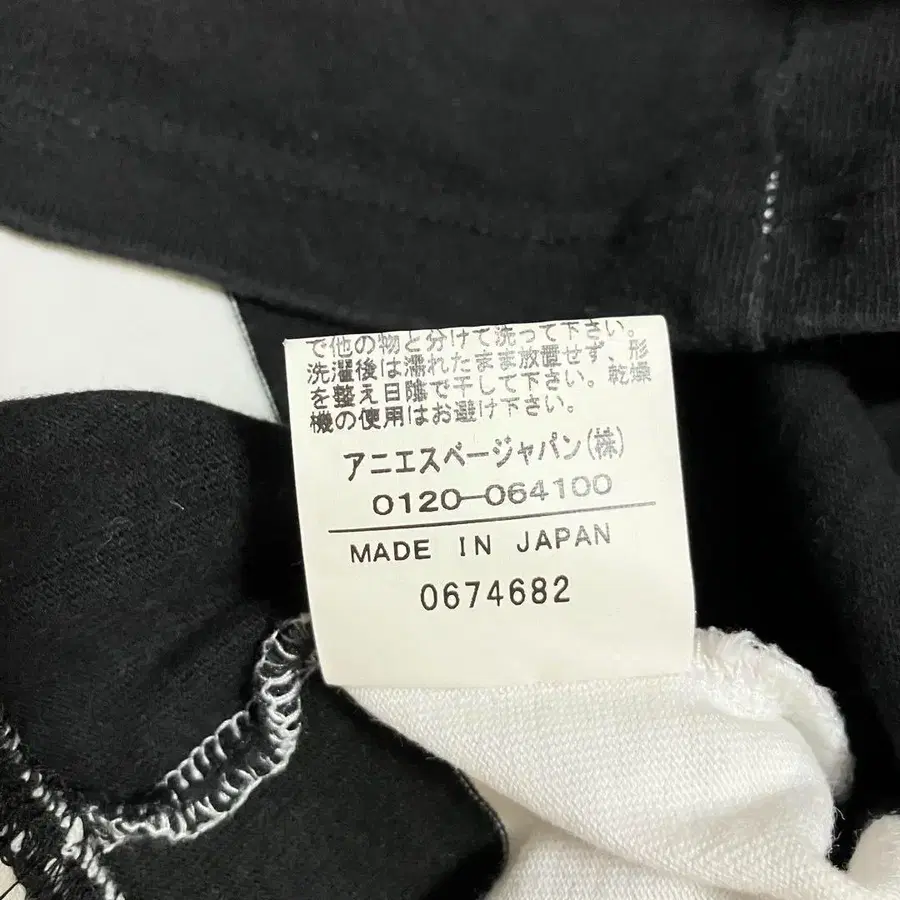 で他の物と分けて洗って下さい。
洗濯後は濡れたまま放置せず、形
を整え日陰で干して下さい。乾燥
機の使用はお避け下さい。
アニエスベージャパン(株)
0120-064100
MADE IN JAPAN
0674682